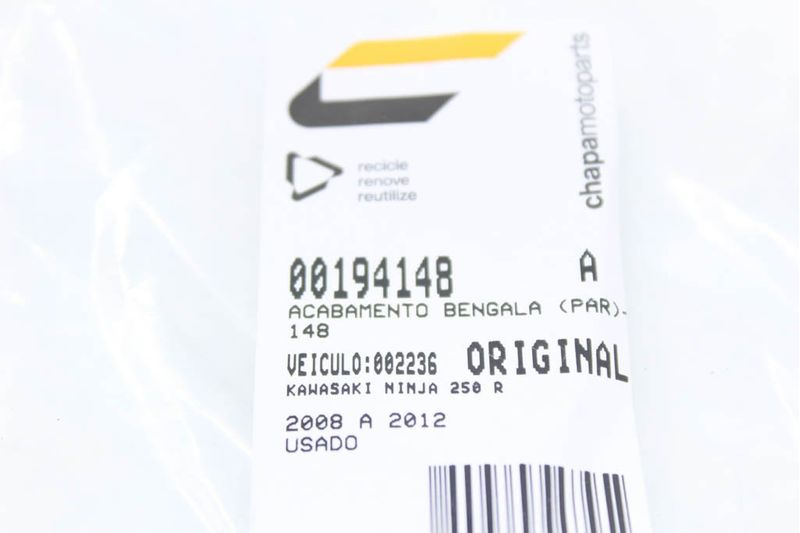 chapamotoparts
recicle
renove
reutilize
00194148 A
ACABAMENTO BENGALA (PAR).
148
VEICULO:002236 ORIGINAL
KAWASAKI NINJA 250 R
2008 A 2012
USADO